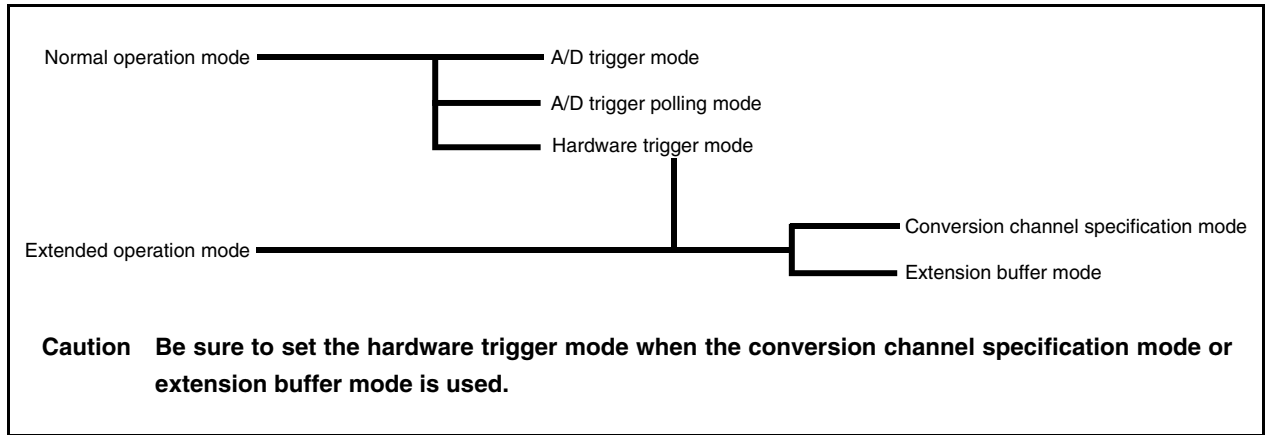 Normal operation mode
A/D trigger mode
A/D trigger polling mode
Hardware trigger mode
Extended operation mode
Conversion channel specification mode
Extension buffer mode
Caution Be sure to set the hardware trigger mode when the conversion channel specification mode or
extension buffer mode is used.